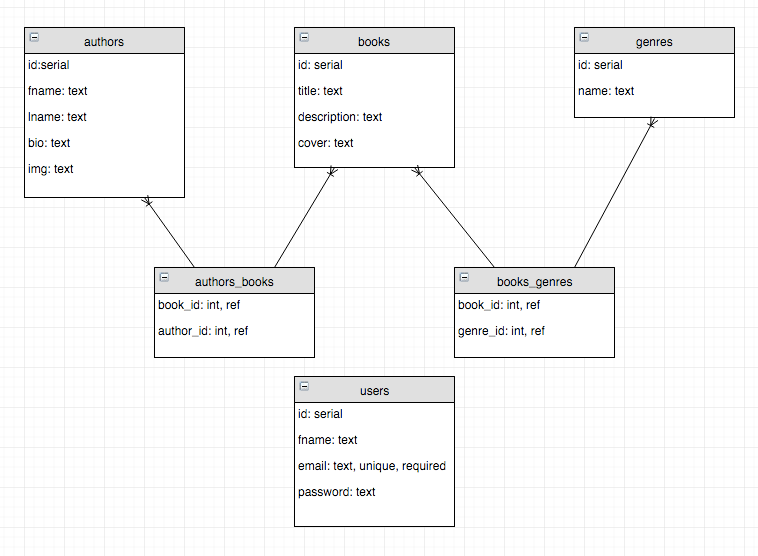 authors
id:serial
fname: text
lname: text
bio: text
img: text
books
id: serial
title: text
description: text
cover: text
genres
id: serial
name: text
authors_books
book_id: int, ref
author_id: int, ref
books_genres
book_id: int, ref
genre_id: int, ref
users
id: serial
fname: text
email: text, unique, required
password: text